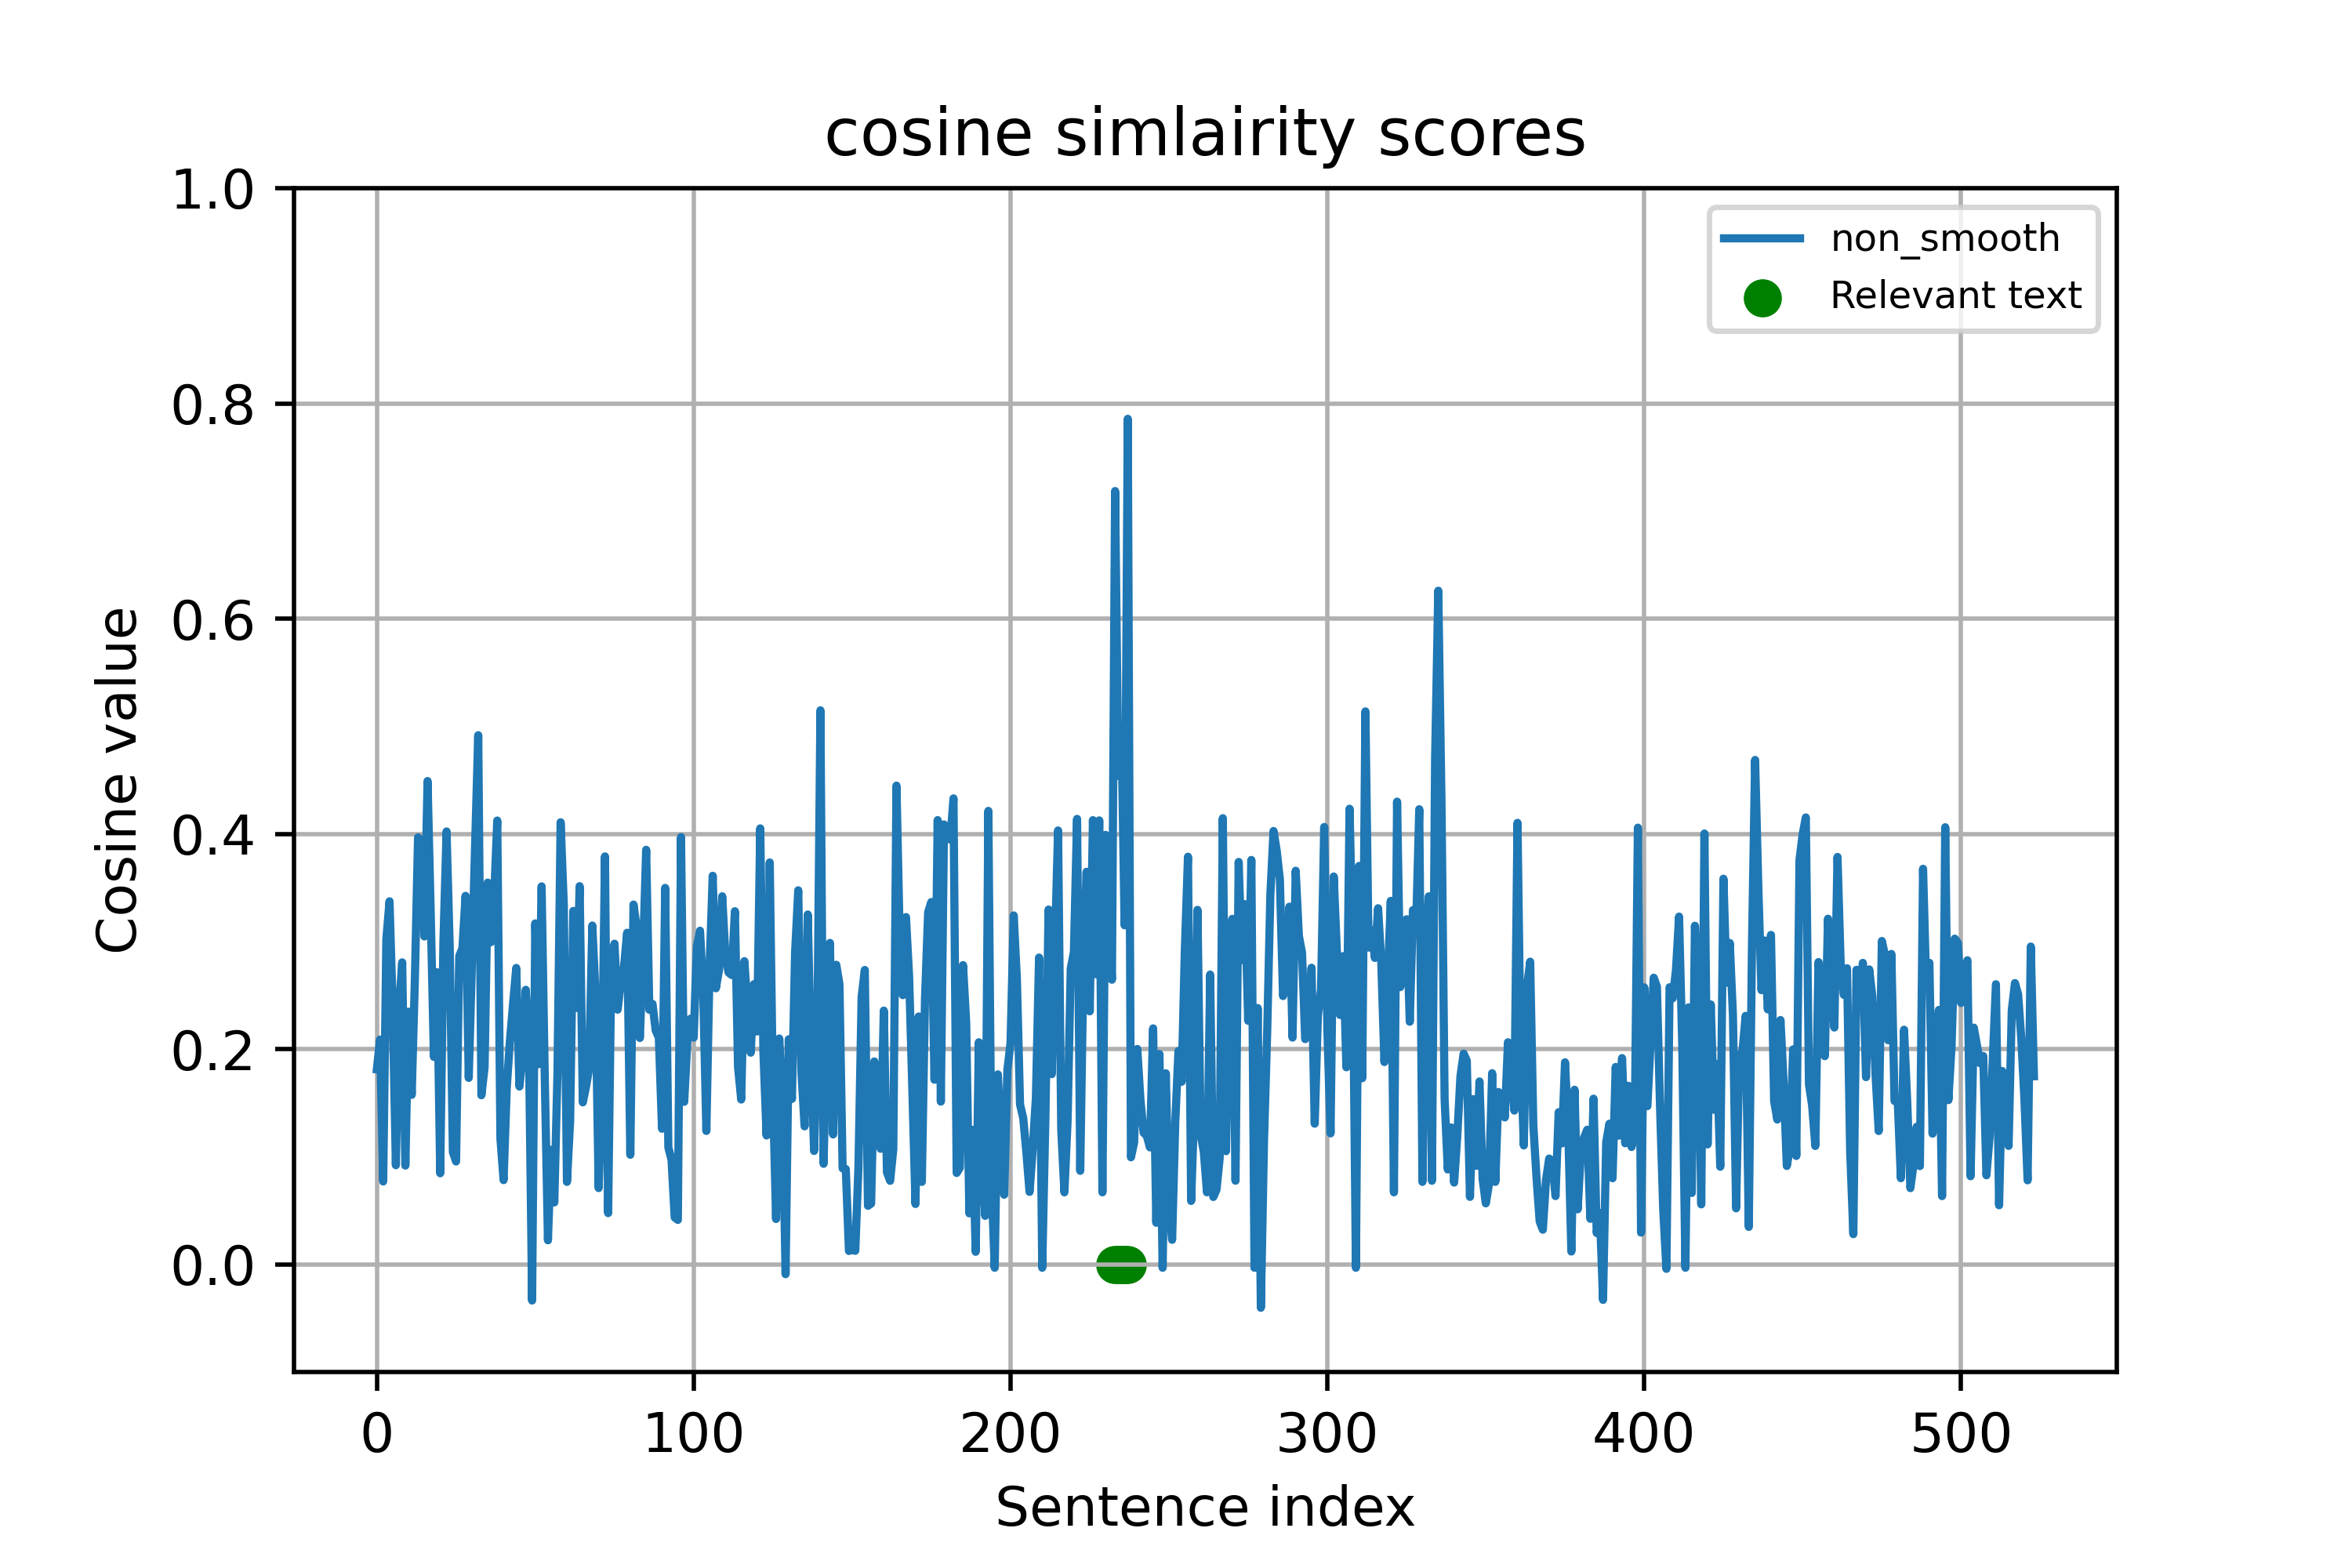 cosine simlairity scores
1.0
0.8
0.6
0.4
0.2
0.0
Cosine value
non_smooth
Relevant text
0 100 200 300 400 500
Sentence index